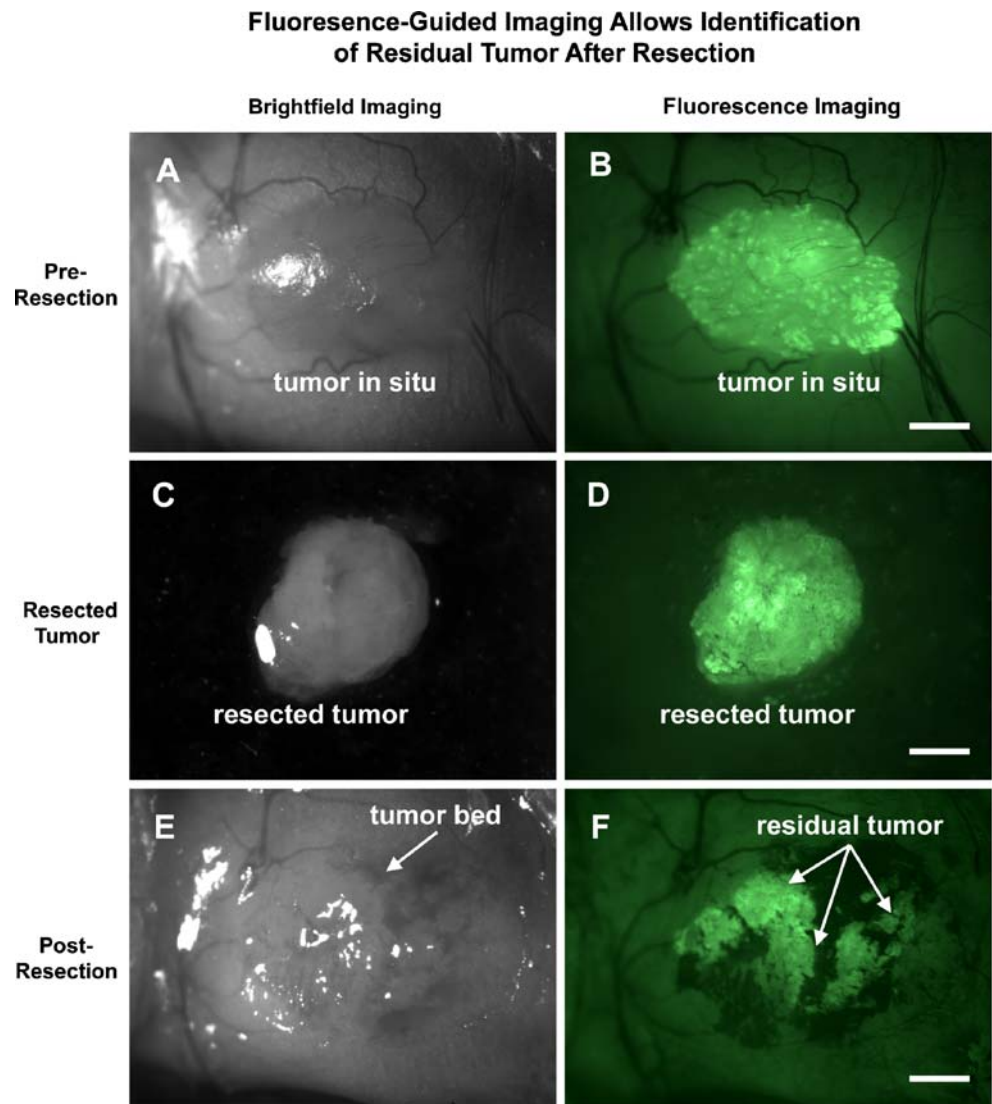 Fluoresence-Guided Imaging Allows Identification
of Residual Tumor After Resection
Brightfield Imaging
Fluorescence Imaging
Pre-
Resection
A
tumor in situ
B
tumor in situ
Resected
Tumor
C
resected tumor
D
resected tumor
Post-
Resection
E
tumor bed
F
residual tumor